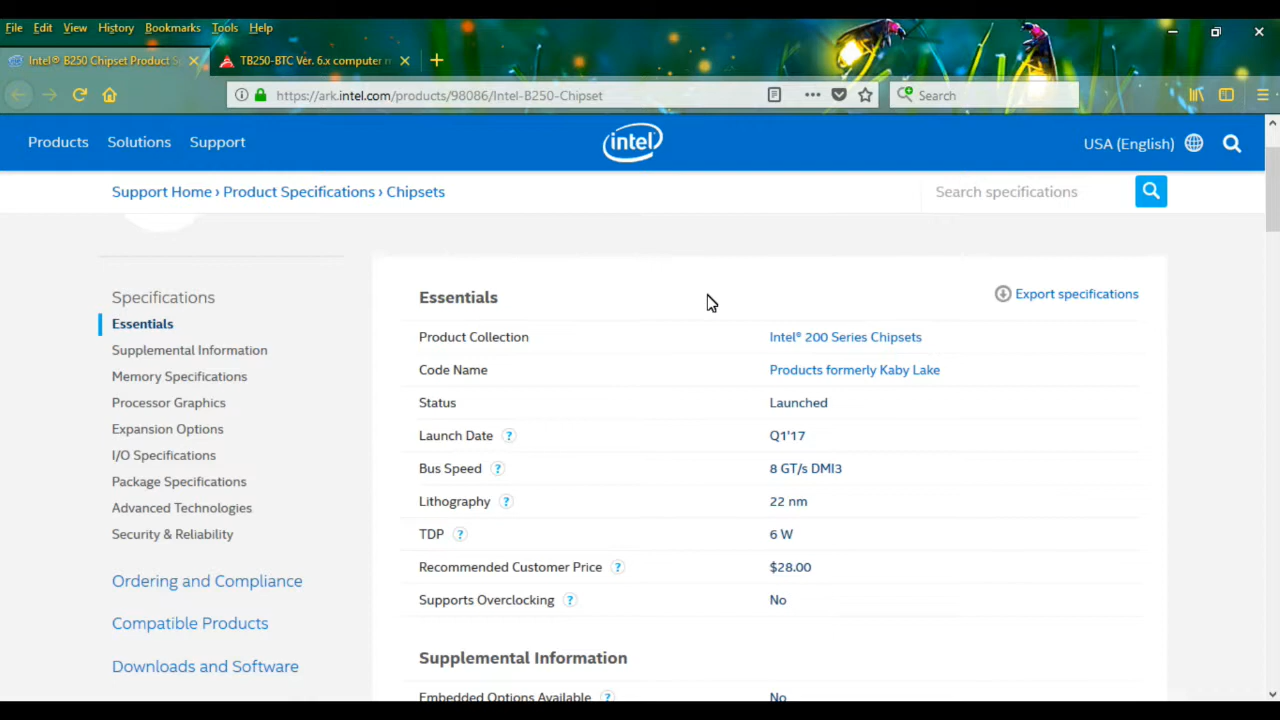 File Edit View History Bookmarks Tools Help
Intel® B250 Chipset Product S
TB250-BTC Ver. 6.x computer m
https://ark.intel.com/products/98086/Intel-B250-Chipset
Search
Products Solutions Support
intel
USA (English)
Support Home › Product Specifications › Chipsets
Search specifications
Specifications
Essentials
Supplemental Information
Memory Specifications
Processor Graphics
Expansion Options
I/O Specifications
Package Specifications
Advanced Technologies
Security & Reliability
Ordering and Compliance
Compatible Products
Downloads and Software
Essentials
Export specifications
Product Collection Intel® 200 Series Chipsets
Code Name Products formerly Kaby Lake
Status Launched
Launch Date ? Q1'17
Bus Speed ? 8 GT/s DMI3
Lithography ? 22 nm
TDP ? 6 W
Recommended Customer Price ? $28.00
Supports Overclocking ? No
Supplemental Information
Embedded Options Available ? No